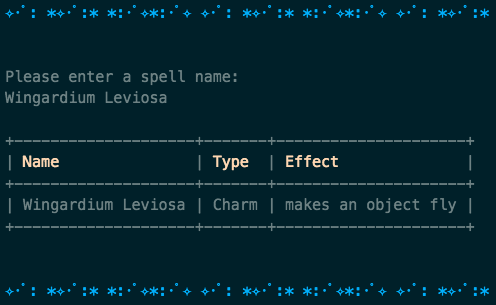 Please enter a spell name:
Wingardium Leviosa
+--------------------+-------+---------------------+
| Name               | Type  | Effect              |
+--------------------+-------+---------------------+
| Wingardium Leviosa | Charm | makes an object fly |
+--------------------+-------+---------------------+